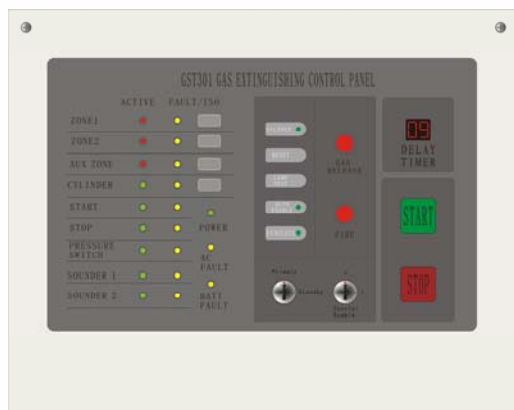 GST301 GAS EXTINGUISHING CONTROL PANEL
ACTIVE FAULT/ISO
ZONE1
ZONE2
AUX ZONE
CYLINDER
START
STOP
PRESSURE
SWITCH
SOUNDER 1
SOUNDER 2
POWER
AC
FAULT
BATT
FAULT
SILENCE
RESET
GAS
RELEASE
FIRE
09
DELAY
TIMER
START
STOP